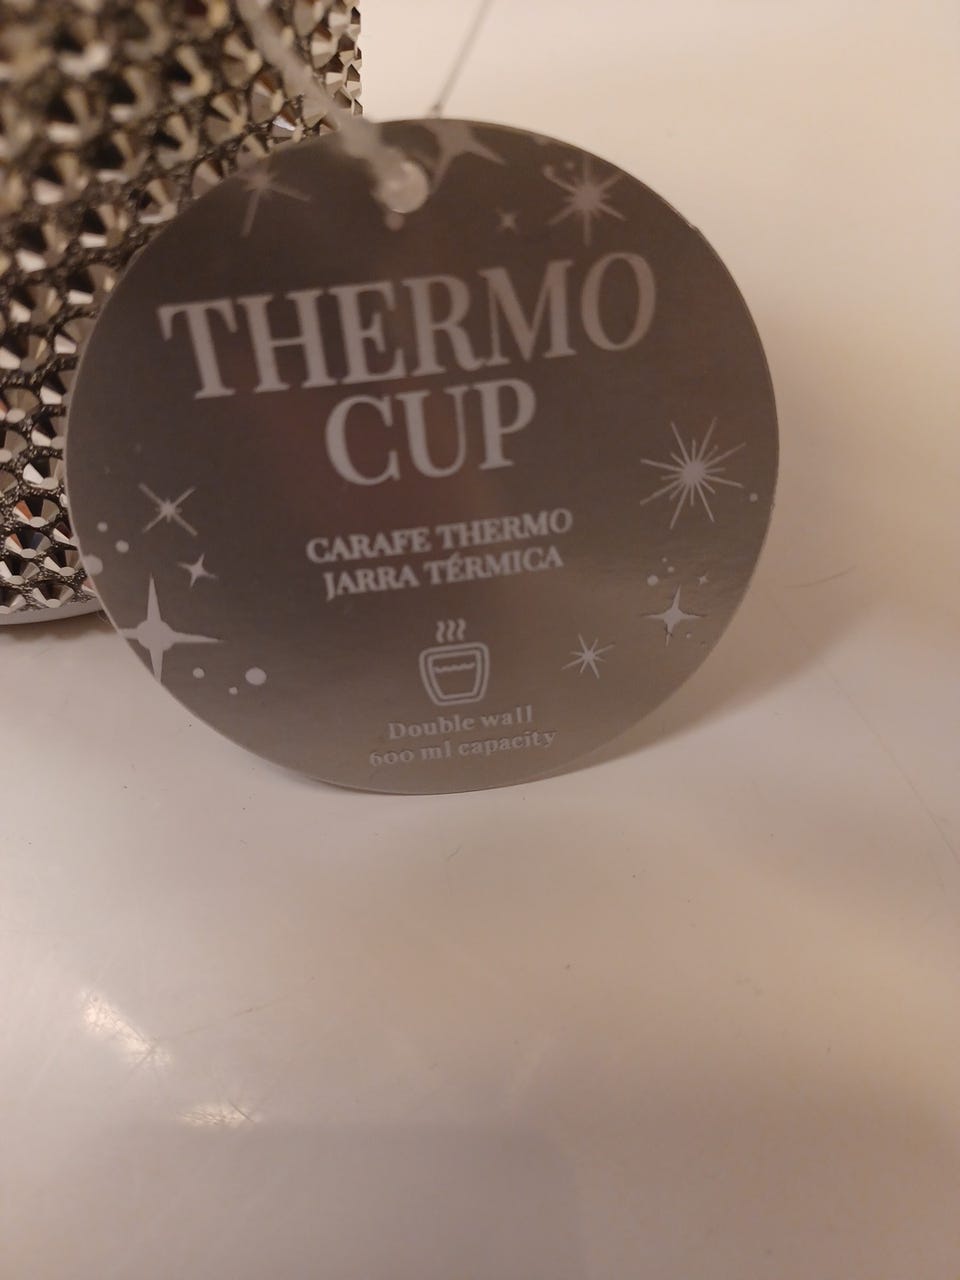 THERMO
CUP
CARAFE THERMO
JARRA TÉRMICA
Double wall
600 ml capacity